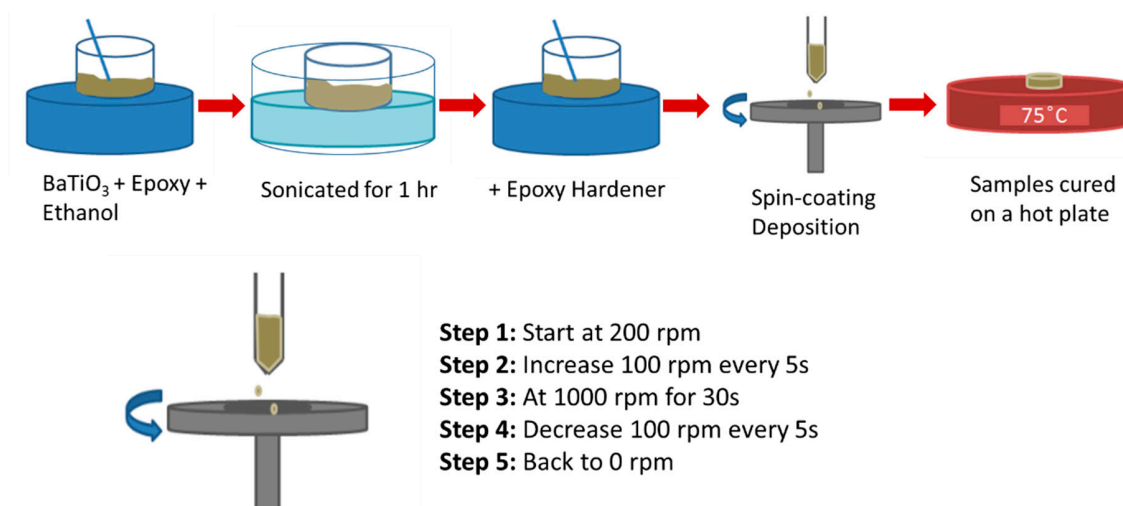 BaTiO₃ + Epoxy +
Ethanol
Sonicated for 1 hr
+ Epoxy Hardener
Spin-coating
Deposition
75˚C
Samples cured
on a hot plate
Step 1: Start at 200 rpm
Step 2: Increase 100 rpm every 5s
Step 3: At 1000 rpm for 30s
Step 4: Decrease 100 rpm every 5s
Step 5: Back to 0 rpm